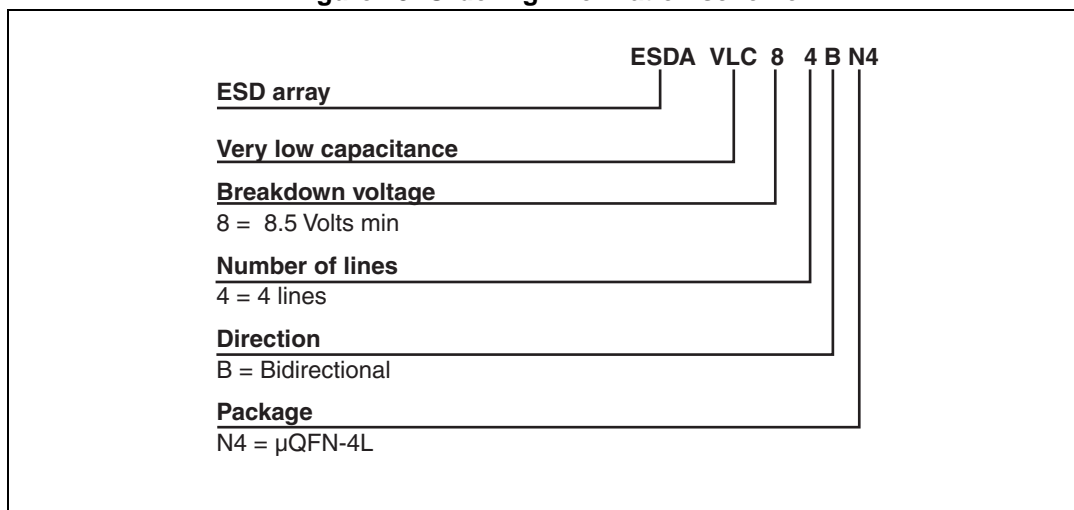 ESDA VLC 8 4 B N4
ESD array
Very low capacitance
Breakdown voltage
8 = 8.5 Volts min
Number of lines
4 = 4 lines
Direction
B = Bidirectional
Package
N4 = µQFN-4L